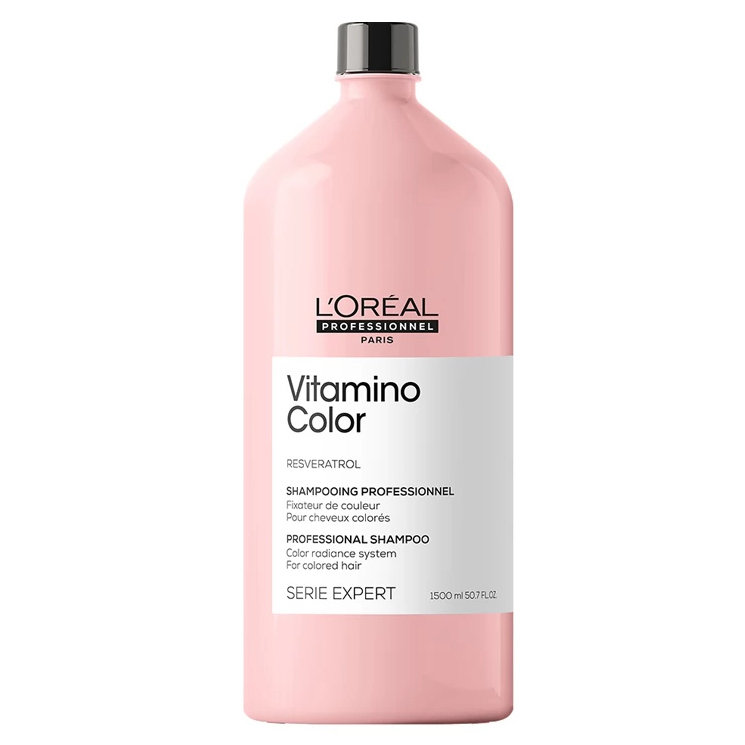 L'ORÉAL
PROFESSIONNEL
PARIS
Vitamino
Color
RESVERATROL
SHAMPOOING PROFESSIONNEL
Fixateur de couleur
Pour cheveux colorés
PROFESSIONAL SHAMPOO
Color radiance system
For colored hair
SERIE EXPERT 1500 ml 50.7 FL.OZ.